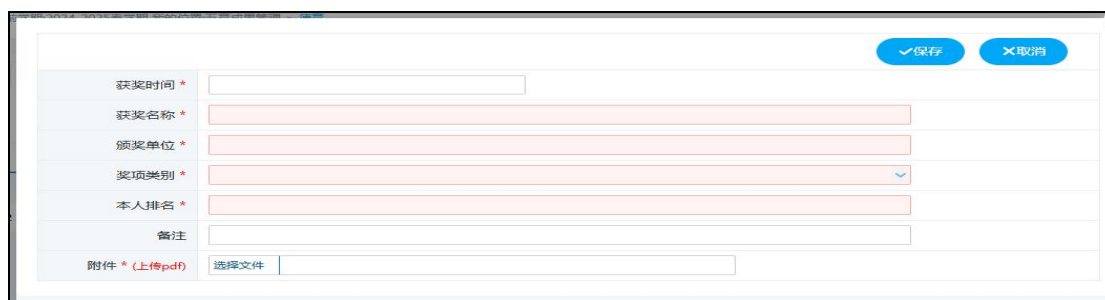 保存 取消
获奖时间 *
获奖名称 *
颁奖单位 *
奖项类别 *
本人排名 *
备注
附件 * (上传pdf) 选择文件